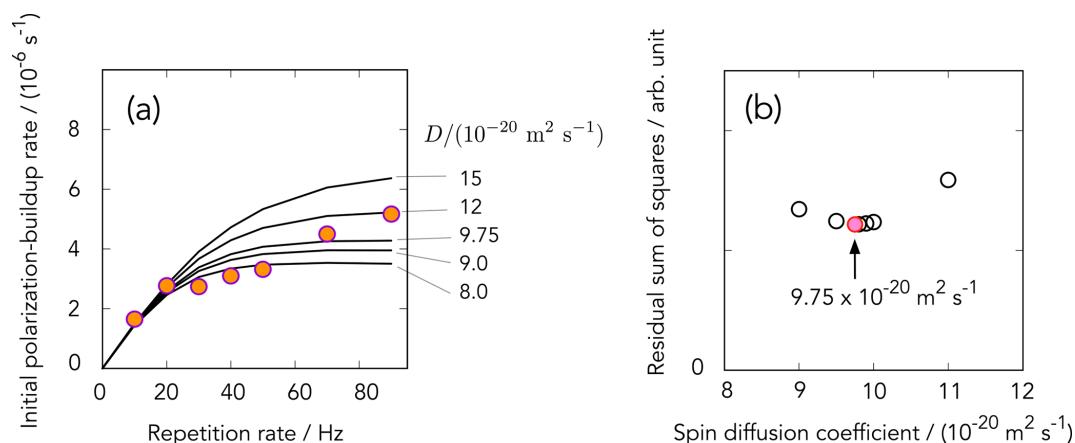 Initial polarization-buildup rate / (10⁻⁶ s⁻¹)
(a)
8
6
4
2
0
0 20 40 60 80
Repetition rate / Hz
D/(10⁻²⁰ m² s⁻¹)
15
12
9.75
9.0
8.0
Residual sum of squares / arb. unit
(b)
9.75 x 10⁻²⁰ m² s⁻¹
0
8 9 10 11 12
Spin diffusion coefficient / (10⁻²⁰ m² s⁻¹)